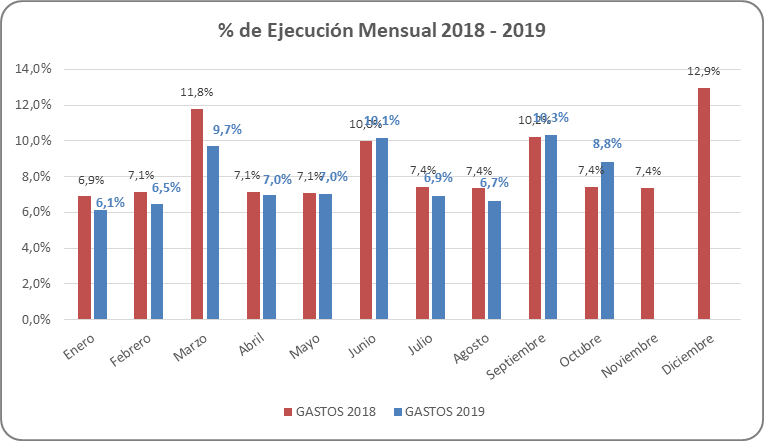 % de Ejecución Mensual 2018 - 2019
14,0%
12,0%
10,0%
8,0%
6,0%
4,0%
2,0%
0,0%
6,9%
6,1%
7,1%
6,5%
11,8%
9,7%
7,1%
7,0%
7,1%
7,0%
10,0%
10,1%
7,4%
6,9%
7,4%
6,7%
10,2%
10,3%
7,4%
8,8%
7,4%
12,9%
Enero
Febrero
Marzo
Abril
Mayo
Junio
Julio
Agosto
Septiembre
Octubre
Noviembre
Diciembre
GASTOS 2018
GASTOS 2019